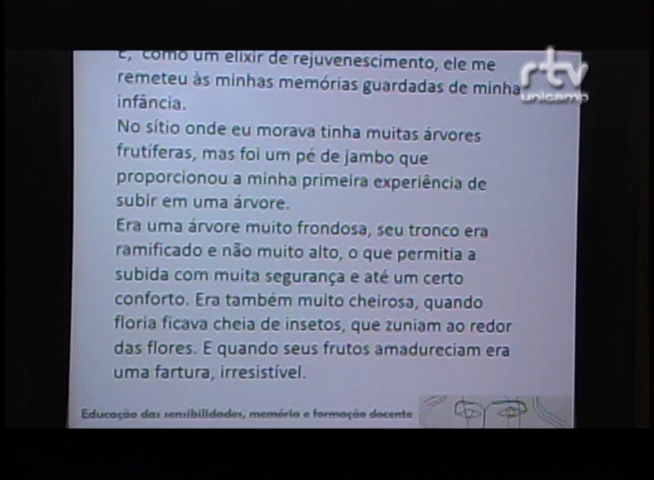 E, como um elixir de rejuvenescimento, ele me
remeteu às minhas memórias guardadas de minha
infância.
No sítio onde eu morava tinha muitas árvores
frutíferas, mas foi um pé de jambo que
proporcionou a minha primeira experiência de
subir em uma árvore.
Era uma árvore muito frondosa, seu tronco era
ramificado e não muito alto, o que permitia a
subida com muita segurança e até um certo
conforto. Era também muito cheirosa, quando
floria ficava cheia de insetos, que zuniam ao redor
das flores. E quando seus frutos amadureciam era
uma fartura, irresistível.
Educação das sensibilidades, memória e formação docente
rtv
unicamp